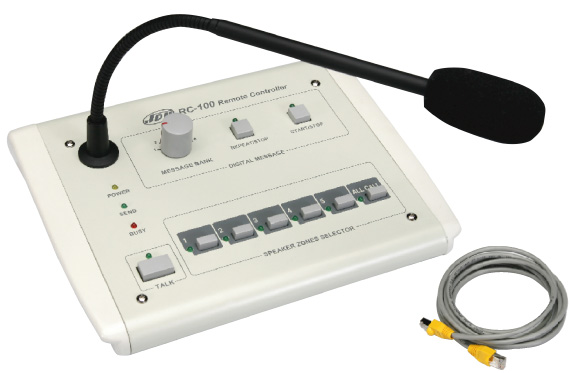 JDM RC-100 Remote Controller
MESSAGE BANK
REPEAT/STOP
START/STOP
DIGITAL MESSAGE
POWER
SEND
BUSY
1 2 3 4 5 ALL CALL
SPEAKER ZONES SELECTOR
TALK